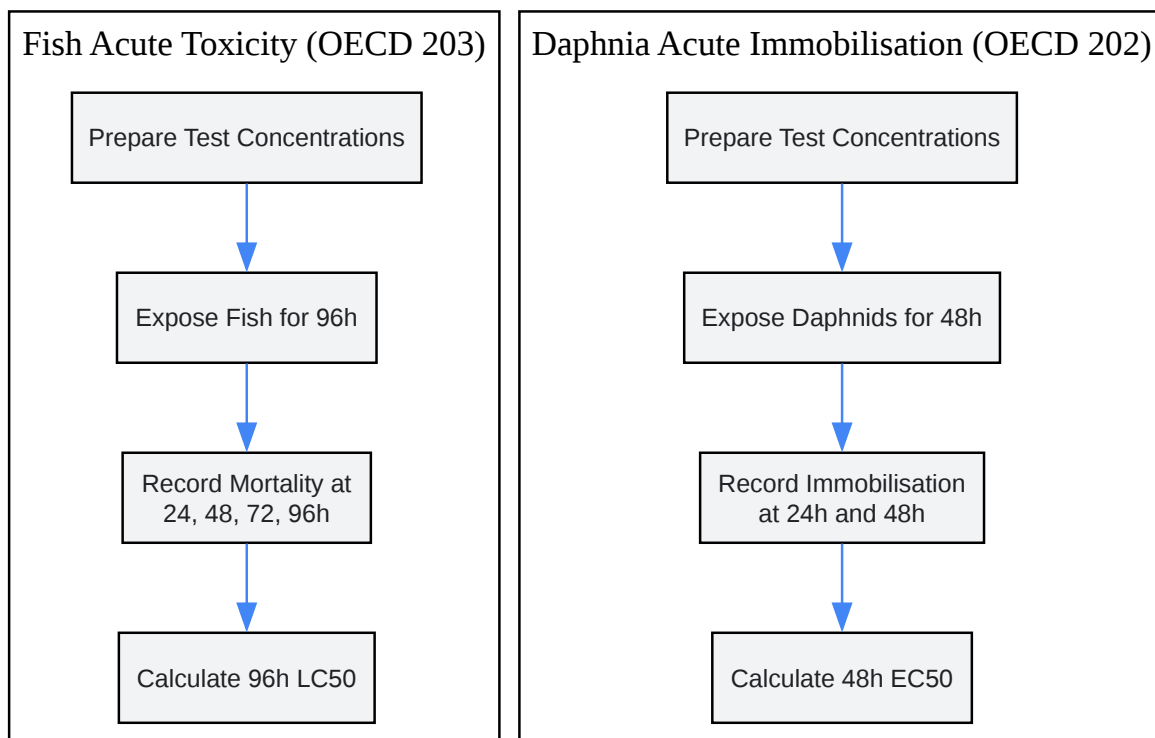 Fish Acute Toxicity (OECD 203)
Prepare Test Concentrations
Expose Fish for 96h
Record Mortality at
24, 48, 72, 96h
Calculate 96h LC50
Daphnia Acute Immobilisation (OECD 202)
Prepare Test Concentrations
Expose Daphnids for 48h
Record Immobilisation
at 24h and 48h
Calculate 48h EC50